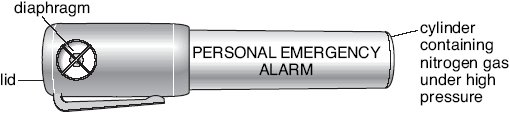 diaphragm
lid
PERSONAL EMERGENCY
ALARM
cylinder
containing
nitrogen gas
under high
pressure